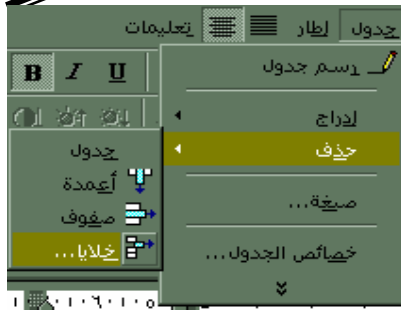 جدول إطار تعليمات
رسم جدول
B I U
إدراج
حذف
جدول
أعمدة
صفوف
خلايا...
صيغة...
خصائص الجدول...